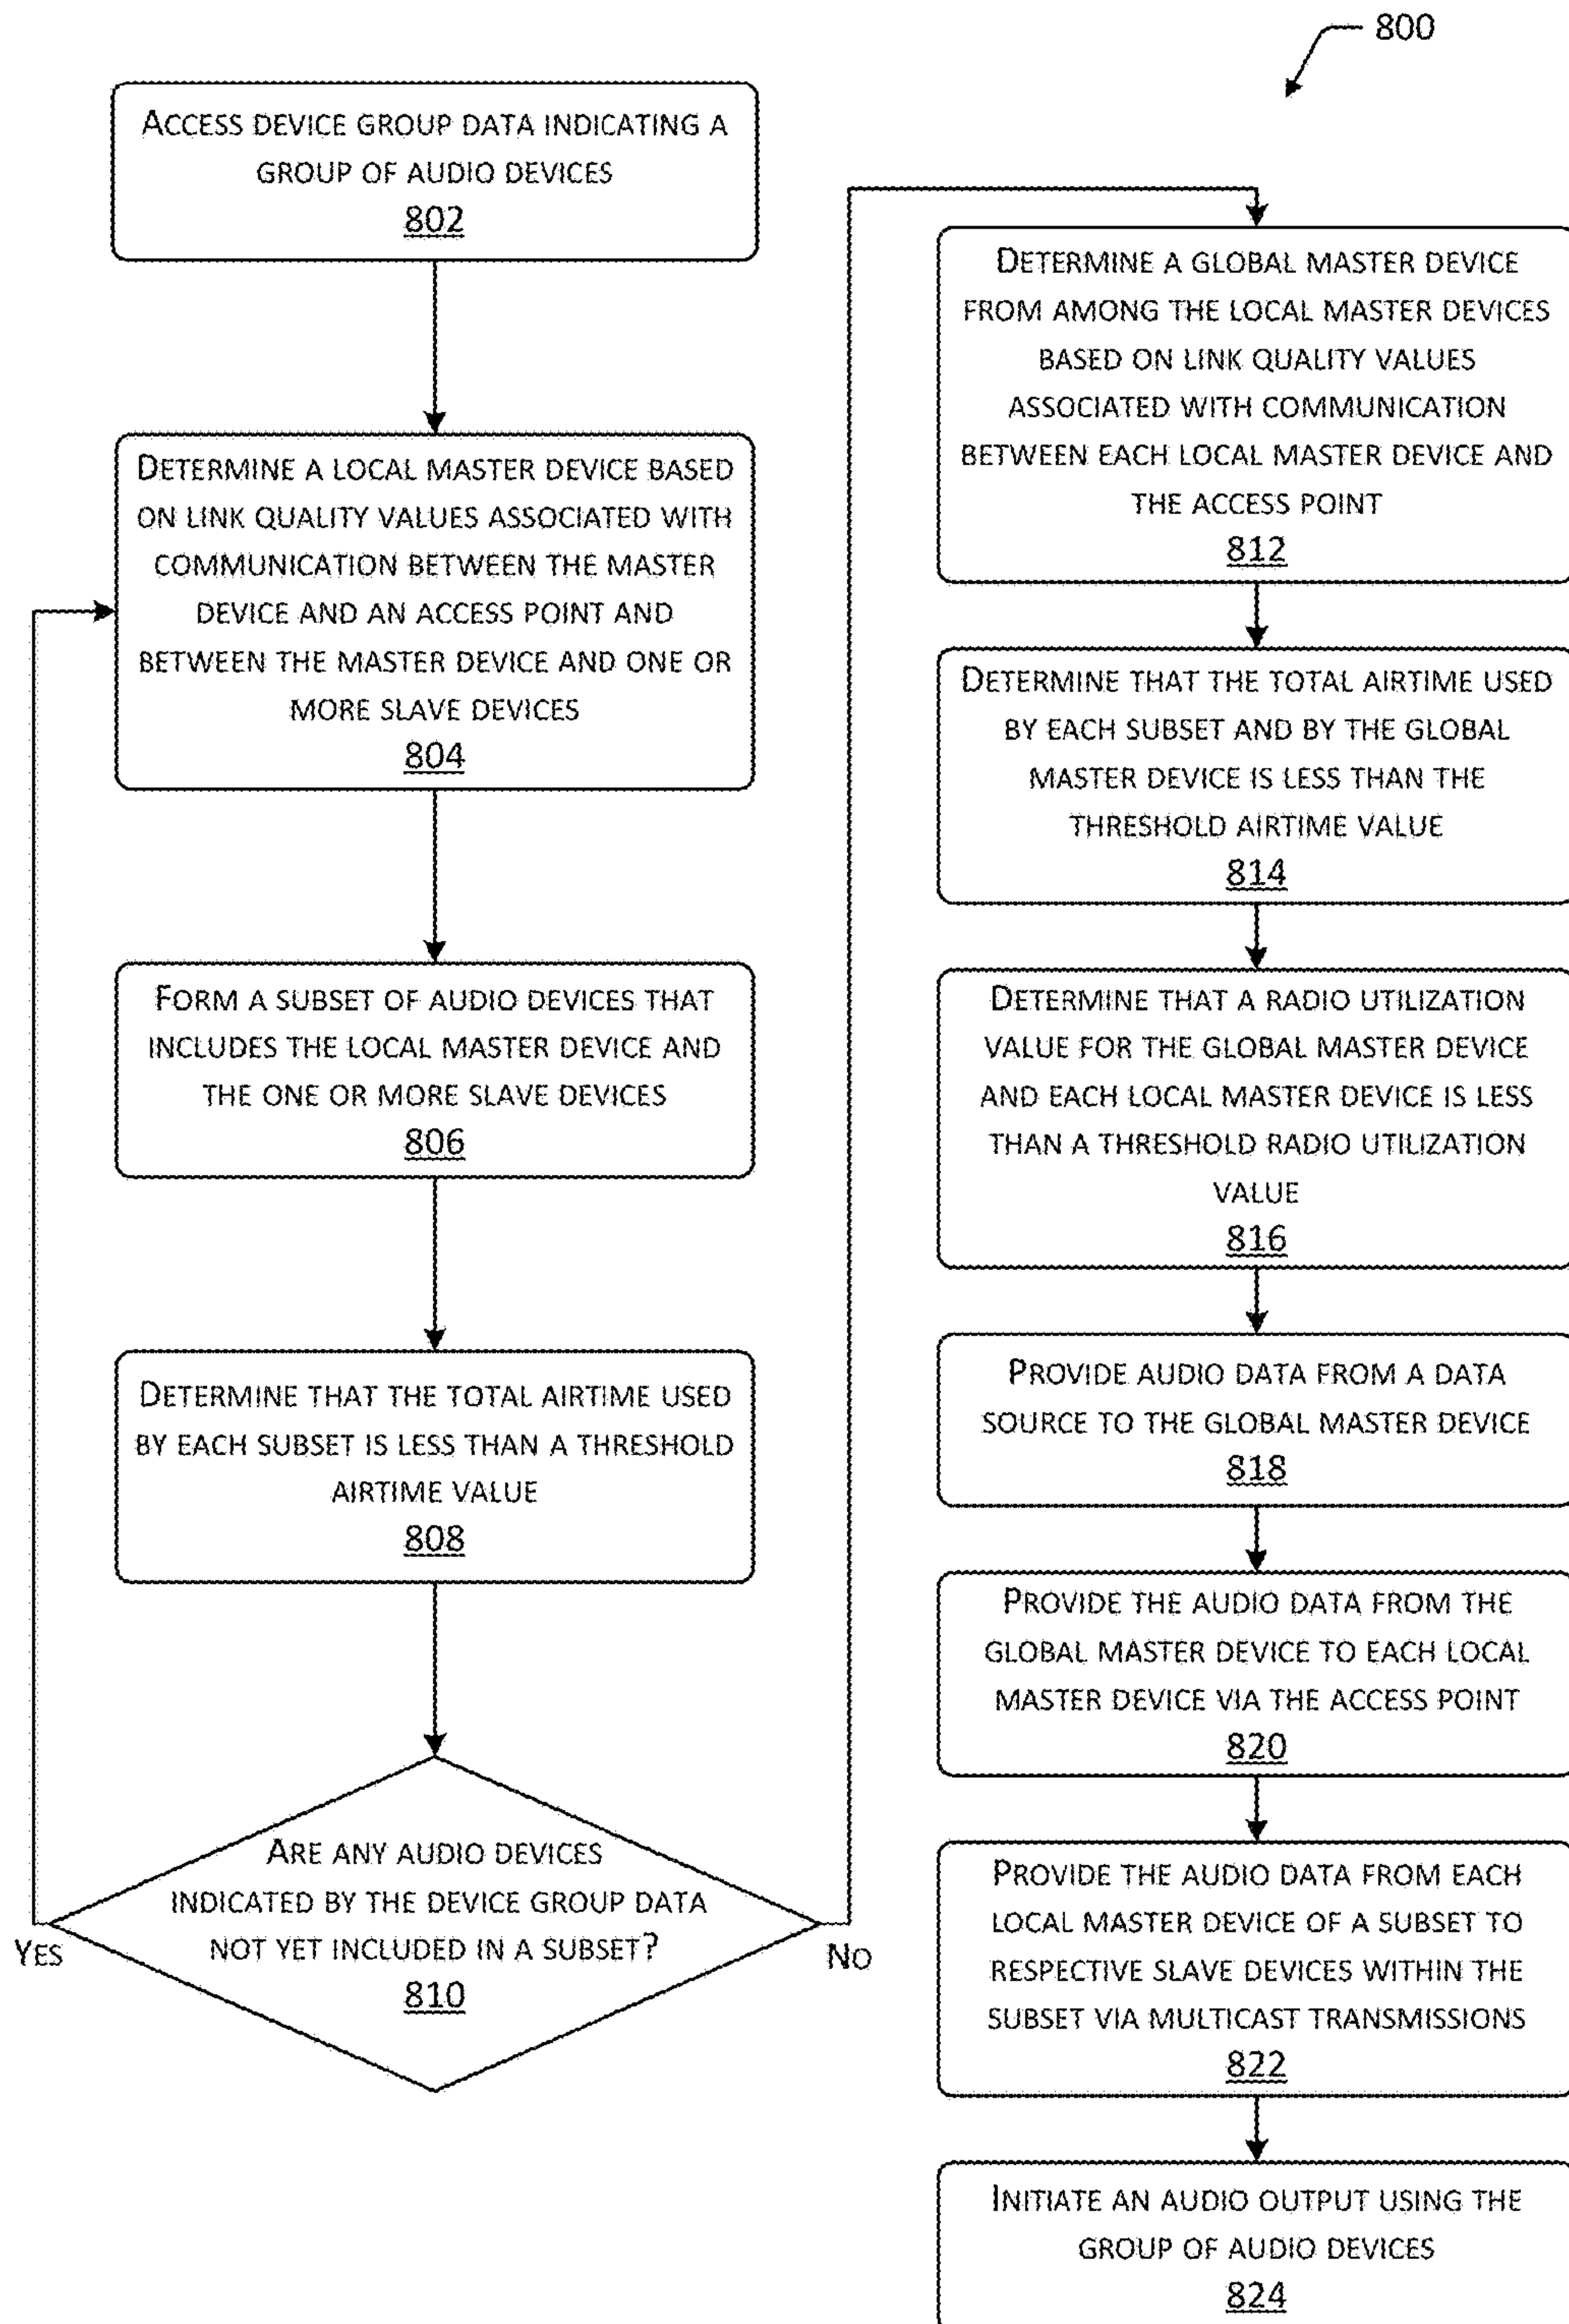 800
ACCESS DEVICE GROUP DATA INDICATING A
GROUP OF AUDIO DEVICES
802
DETERMINE A LOCAL MASTER DEVICE BASED
ON LINK QUALITY VALUES ASSOCIATED WITH
COMMUNICATION BETWEEN THE MASTER
DEVICE AND AN ACCESS POINT AND
BETWEEN THE MASTER DEVICE AND ONE OR
MORE SLAVE DEVICES
804
FORM A SUBSET OF AUDIO DEVICES THAT
INCLUDES THE LOCAL MASTER DEVICE AND
THE ONE OR MORE SLAVE DEVICES
806
DETERMINE THAT THE TOTAL AIRTIME USED
BY EACH SUBSET IS LESS THAN A THRESHOLD
AIRTIME VALUE
808
ARE ANY AUDIO DEVICES
INDICATED BY THE DEVICE GROUP DATA
NOT YET INCLUDED IN A SUBSET?
810
YES
NO
DETERMINE A GLOBAL MASTER DEVICE
FROM AMONG THE LOCAL MASTER DEVICES
BASED ON LINK QUALITY VALUES
ASSOCIATED WITH COMMUNICATION
BETWEEN EACH LOCAL MASTER DEVICE AND
THE ACCESS POINT
812
DETERMINE THAT THE TOTAL AIRTIME USED
BY EACH SUBSET AND BY THE GLOBAL
MASTER DEVICE IS LESS THAN THE
THRESHOLD AIRTIME VALUE
814
DETERMINE THAT A RADIO UTILIZATION
VALUE FOR THE GLOBAL MASTER DEVICE
AND EACH LOCAL MASTER DEVICE IS LESS
THAN A THRESHOLD RADIO UTILIZATION
VALUE
816
PROVIDE AUDIO DATA FROM A DATA
SOURCE TO THE GLOBAL MASTER DEVICE
818
PROVIDE THE AUDIO DATA FROM THE
GLOBAL MASTER DEVICE TO EACH LOCAL
MASTER DEVICE VIA THE ACCESS POINT
820
PROVIDE THE AUDIO DATA FROM EACH
LOCAL MASTER DEVICE OF A SUBSET TO
RESPECTIVE SLAVE DEVICES WITHIN THE
SUBSET VIA MULTICAST TRANSMISSIONS
822
INITIATE AN AUDIO OUTPUT USING THE
GROUP OF AUDIO DEVICES
824